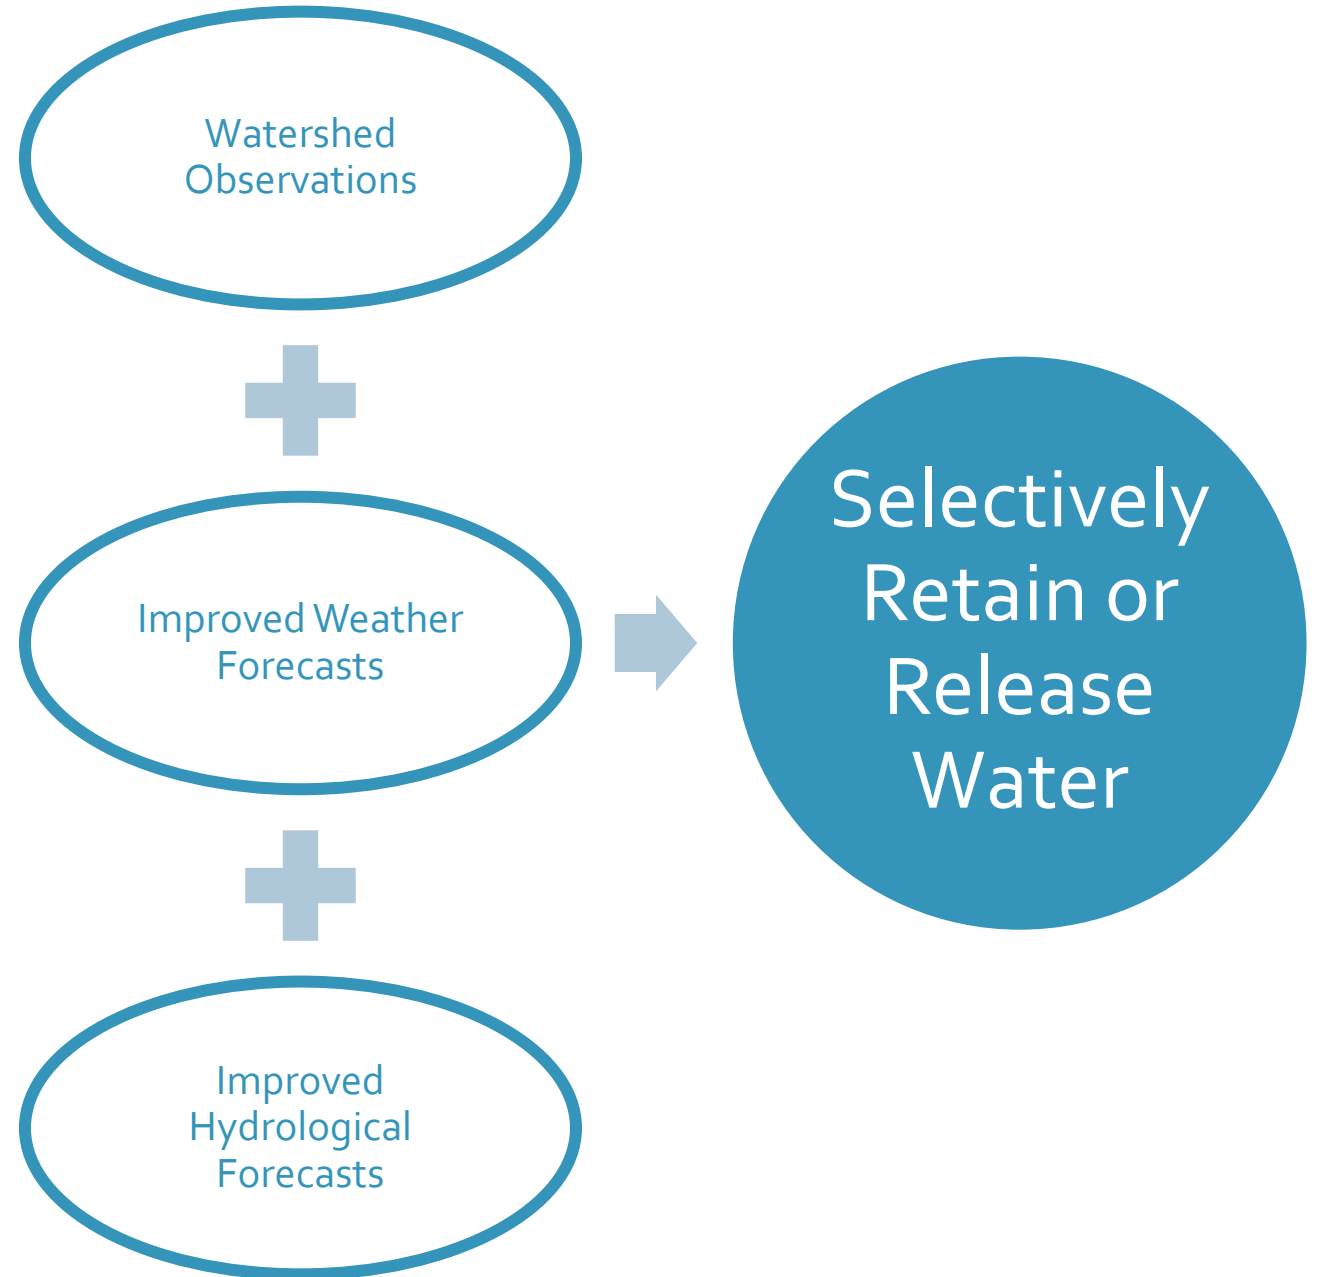 Watershed
Observations
Improved Weather
Forecasts
Improved
Hydrological
Forecasts
Selectively
Retain or
Release
Water